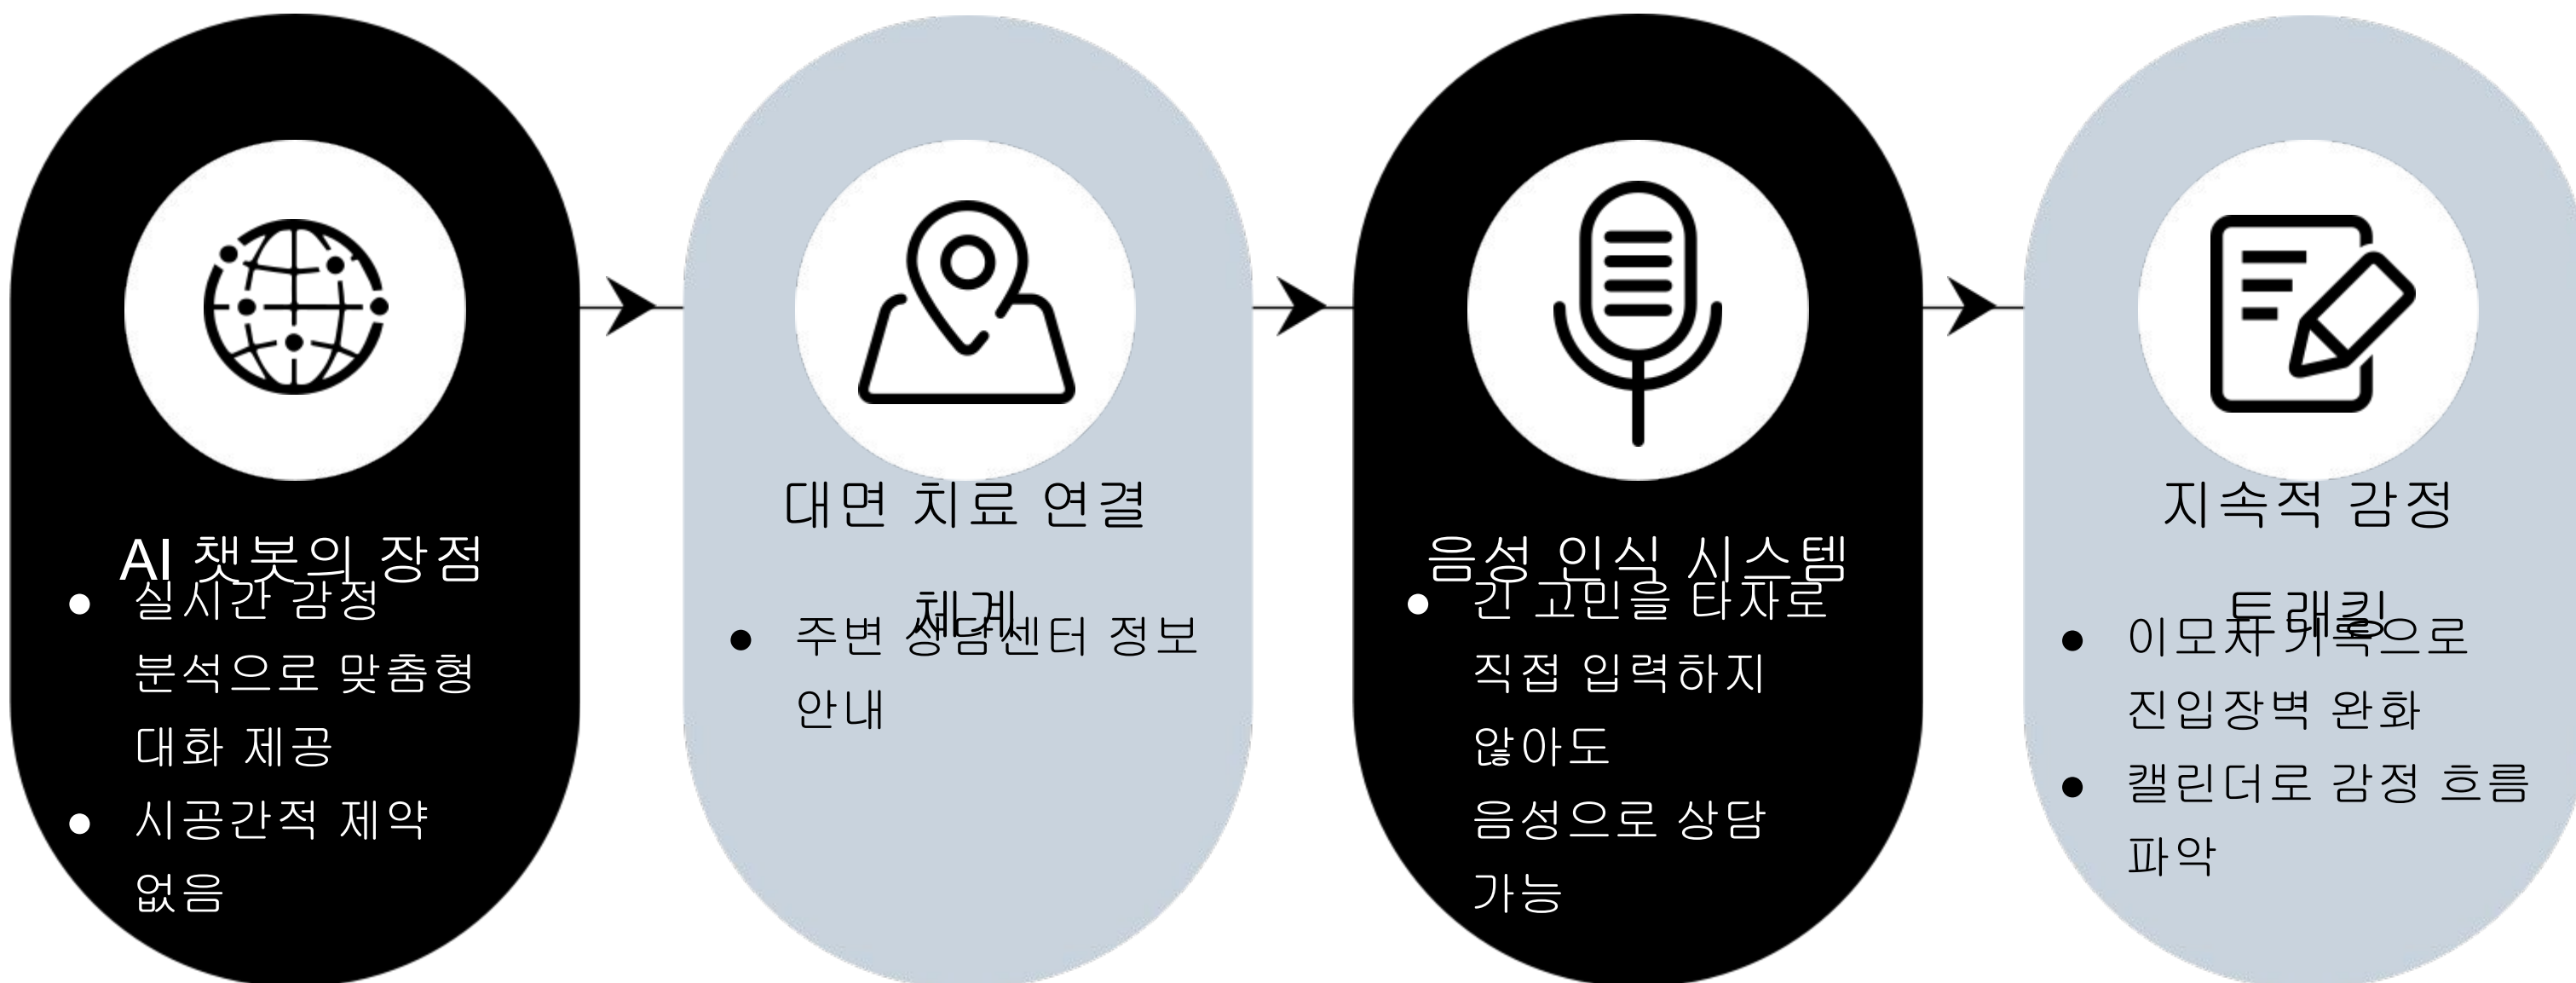 AI 챗봇의 장점
실시간 감정
분석으로 맞춤형
대화 제공
시공간적 제약
없음
대면 치료 연결
체계
주변 상담센터 정보
안내
음성 인식 시스템
긴 고민을 타자로
직접 입력하지
않아도
음성으로 상담
가능
지속적 감정
트래킹
이모지 기록으로
진입장벽 완화
캘린더로 감정 흐름
파악